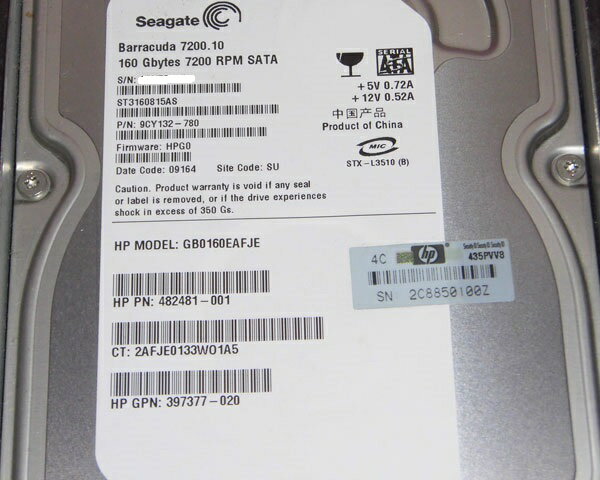 Seagate
Barracuda 7200.10
160 Gbytes 7200 RPM SATA
S/N:
ST3160815AS
P/N: 9CY132-780
Firmware: HPG0
Date Code: 09164 Site Code: SU
SERIAL
ATA
+5V 0.72A
+12V 0.52A
中国产品
Product of China
MIC
STX-L3510 (B)
Caution. Product warranty is void if any seal
or label is removed, or if the drive experiences
shock in excess of 350 Gs.
HP MODEL: GB0160EAFJE
HP PN: 482481-001
CT: 2AFJE0133WO1A5
HP GPN: 397377-020
4C hp 435PVV8
SN 2C8850100Z